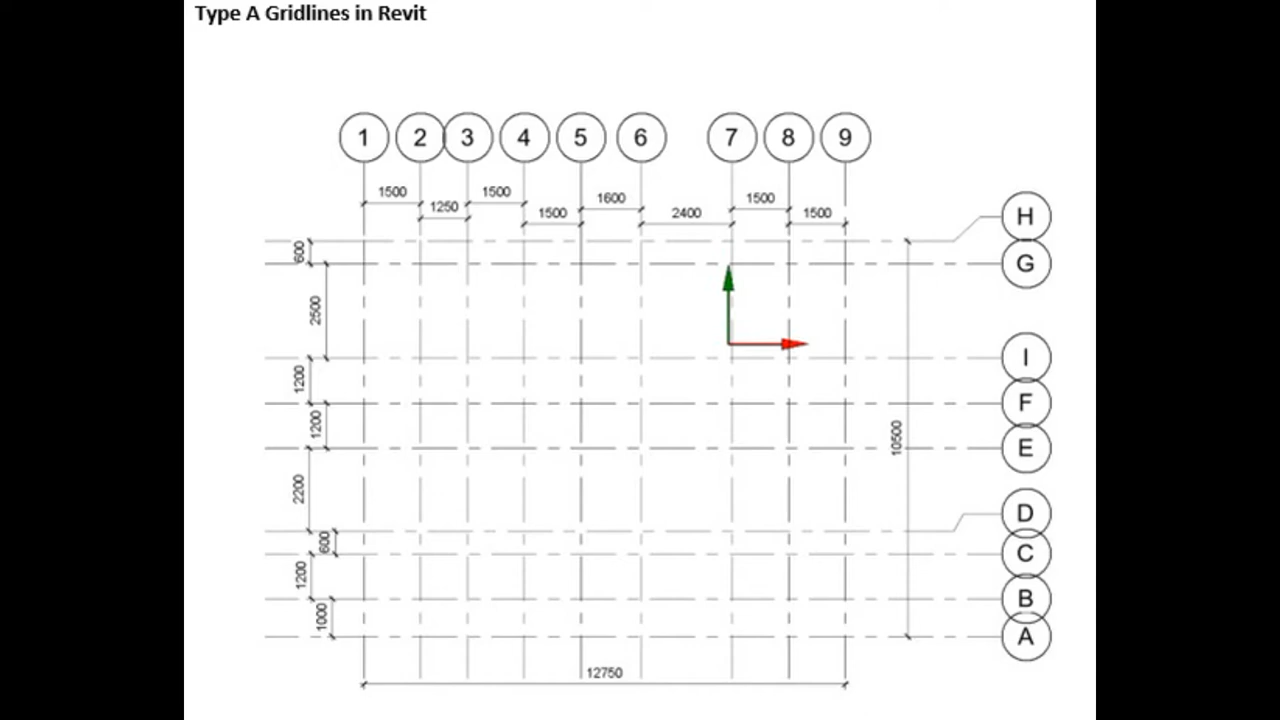 Type A Gridlines in Revit
1 2 3 4 5 6 7 8 9
1500 1250 1500 1500 1600 2400 1500 1500
H
G
I
F
E
D
C
B
A
600
2500
1200
1200
2200
600
1200
1000
10500
12750